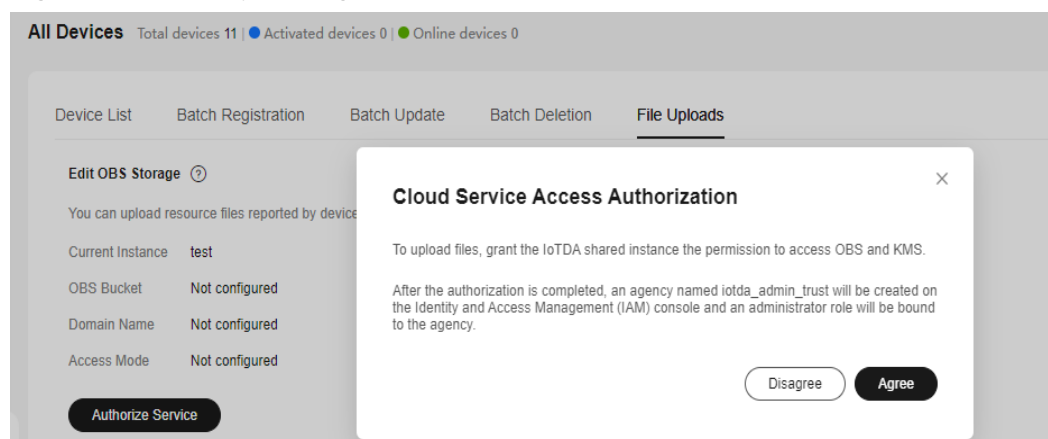 All Devices Total devices 11 | Activated devices 0 | Online devices 0
Device List Batch Registration Batch Update Batch Deletion File Uploads
Edit OBS Storage ?
You can upload resource files reported by device
Current Instance test
OBS Bucket Not configured
Domain Name Not configured
Access Mode Not configured
Authorize Service
Cloud Service Access Authorization
To upload files, grant the IoTDA shared instance the permission to access OBS and KMS.
After the authorization is completed, an agency named iotda_admin_trust will be created on
the Identity and Access Management (IAM) console and an administrator role will be bound
to the agency.
Disagree Agree